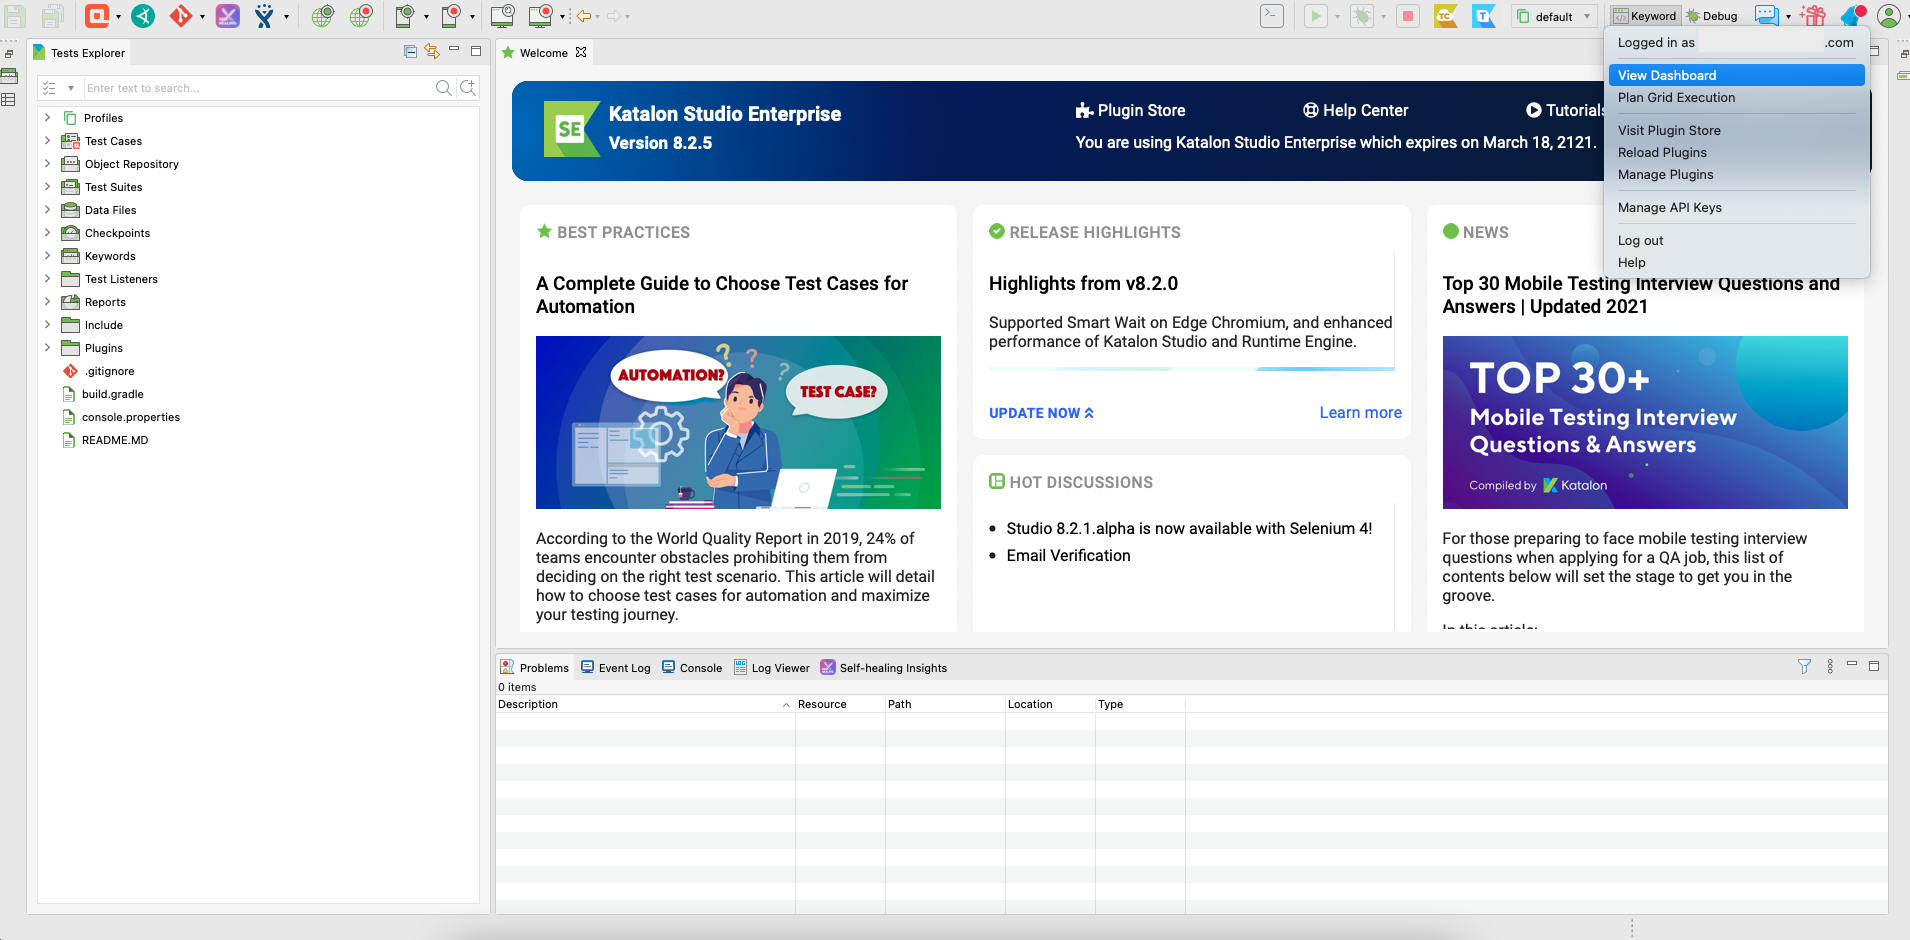 default
Keyword
Debug
Tests Explorer
Enter text to search...
Profiles
Test Cases
Object Repository
Test Suites
Data Files
Checkpoints
Keywords
Test Listeners
Reports
Include
Plugins
.gitignore
build.gradle
console.properties
README.MD
Welcome
SE
Katalon Studio Enterprise
Version 8.2.5
Plugin Store
Help Center
Tutorials
You are using Katalon Studio Enterprise which expires on March 18, 2121.
Logged in as .com
View Dashboard
Plan Grid Execution
Visit Plugin Store
Reload Plugins
Manage Plugins
Manage API Keys
Log out
Help
BEST PRACTICES
A Complete Guide to Choose Test Cases for
Automation
AUTOMATION?
TEST CASE?
According to the World Quality Report in 2019, 24% of
teams encounter obstacles prohibiting them from
deciding on the right test scenario. This article will detail
how to choose test cases for automation and maximize
your testing journey.
RELEASE HIGHLIGHTS
Highlights from v8.2.0
Supported Smart Wait on Edge Chromium, and enhanced
performance of Katalon Studio and Runtime Engine.
UPDATE NOW
Learn more
HOT DISCUSSIONS
Studio 8.2.1.alpha is now available with Selenium 4!
Email Verification
NEWS
Top 30 Mobile Testing Interview Questions and
Answers | Updated 2021
TOP 30+
Mobile Testing Interview
Questions & Answers
Compiled by Katalon
For those preparing to face mobile testing interview
questions when applying for a QA job, this list of
contents below will set the stage to get you in the
groove.
In this article:
Problems
Event Log
Console
Log Viewer
Self-healing Insights
0 items
Description
Resource
Path
Location
Type